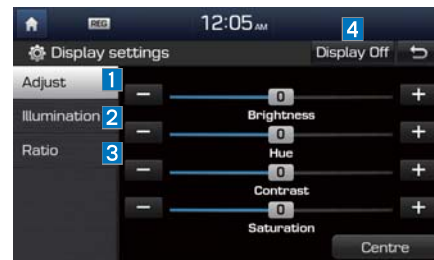 REG 12:05 AM
4
Display settings Display Off
Adjust 1
− 0 +
Brightness
Illumination 2
− 0 +
Hue
Ratio 3
− 0 +
Contrast
− 0 +
Saturation
Centre